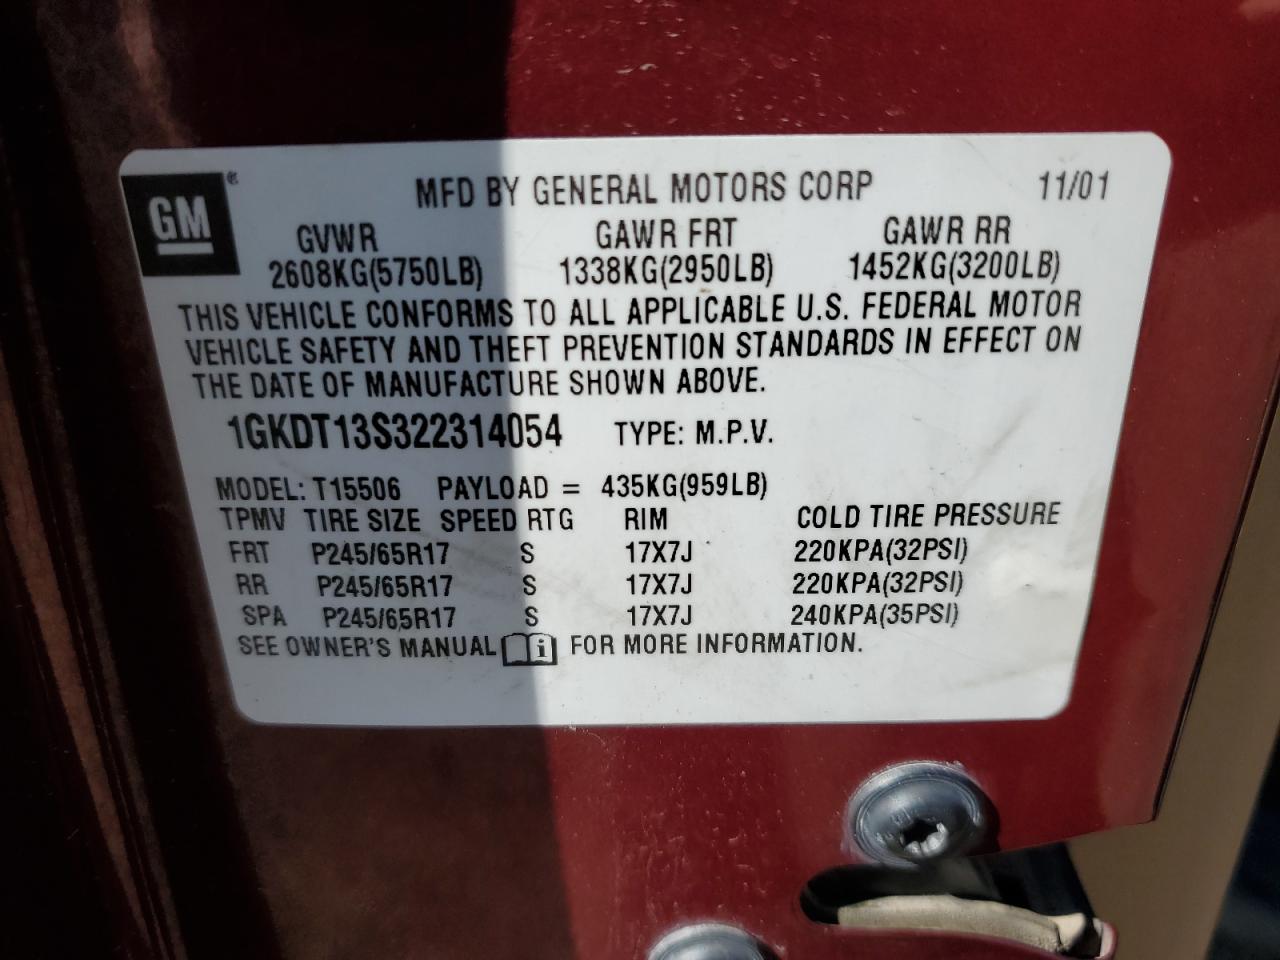 GM ®
MFD BY GENERAL MOTORS CORP 11/01
GVWR GAWR FRT GAWR RR
2608KG(5750LB) 1338KG(2950LB) 1452KG(3200LB)
THIS VEHICLE CONFORMS TO ALL APPLICABLE U.S. FEDERAL MOTOR
VEHICLE SAFETY AND THEFT PREVENTION STANDARDS IN EFFECT ON
THE DATE OF MANUFACTURE SHOWN ABOVE.
1GKDT13S322314054 TYPE: M.P.V.
MODEL: T15506 PAYLOAD = 435KG(959LB)
TPMV TIRE SIZE SPEED RTG RIM COLD TIRE PRESSURE
FRT P245/65R17 S 17X7J 220KPA(32PSI)
RR P245/65R17 S 17X7J 220KPA(32PSI)
SPA P245/65R17 S 17X7J 240KPA(35PSI)
SEE OWNER'S MANUAL i FOR MORE INFORMATION.